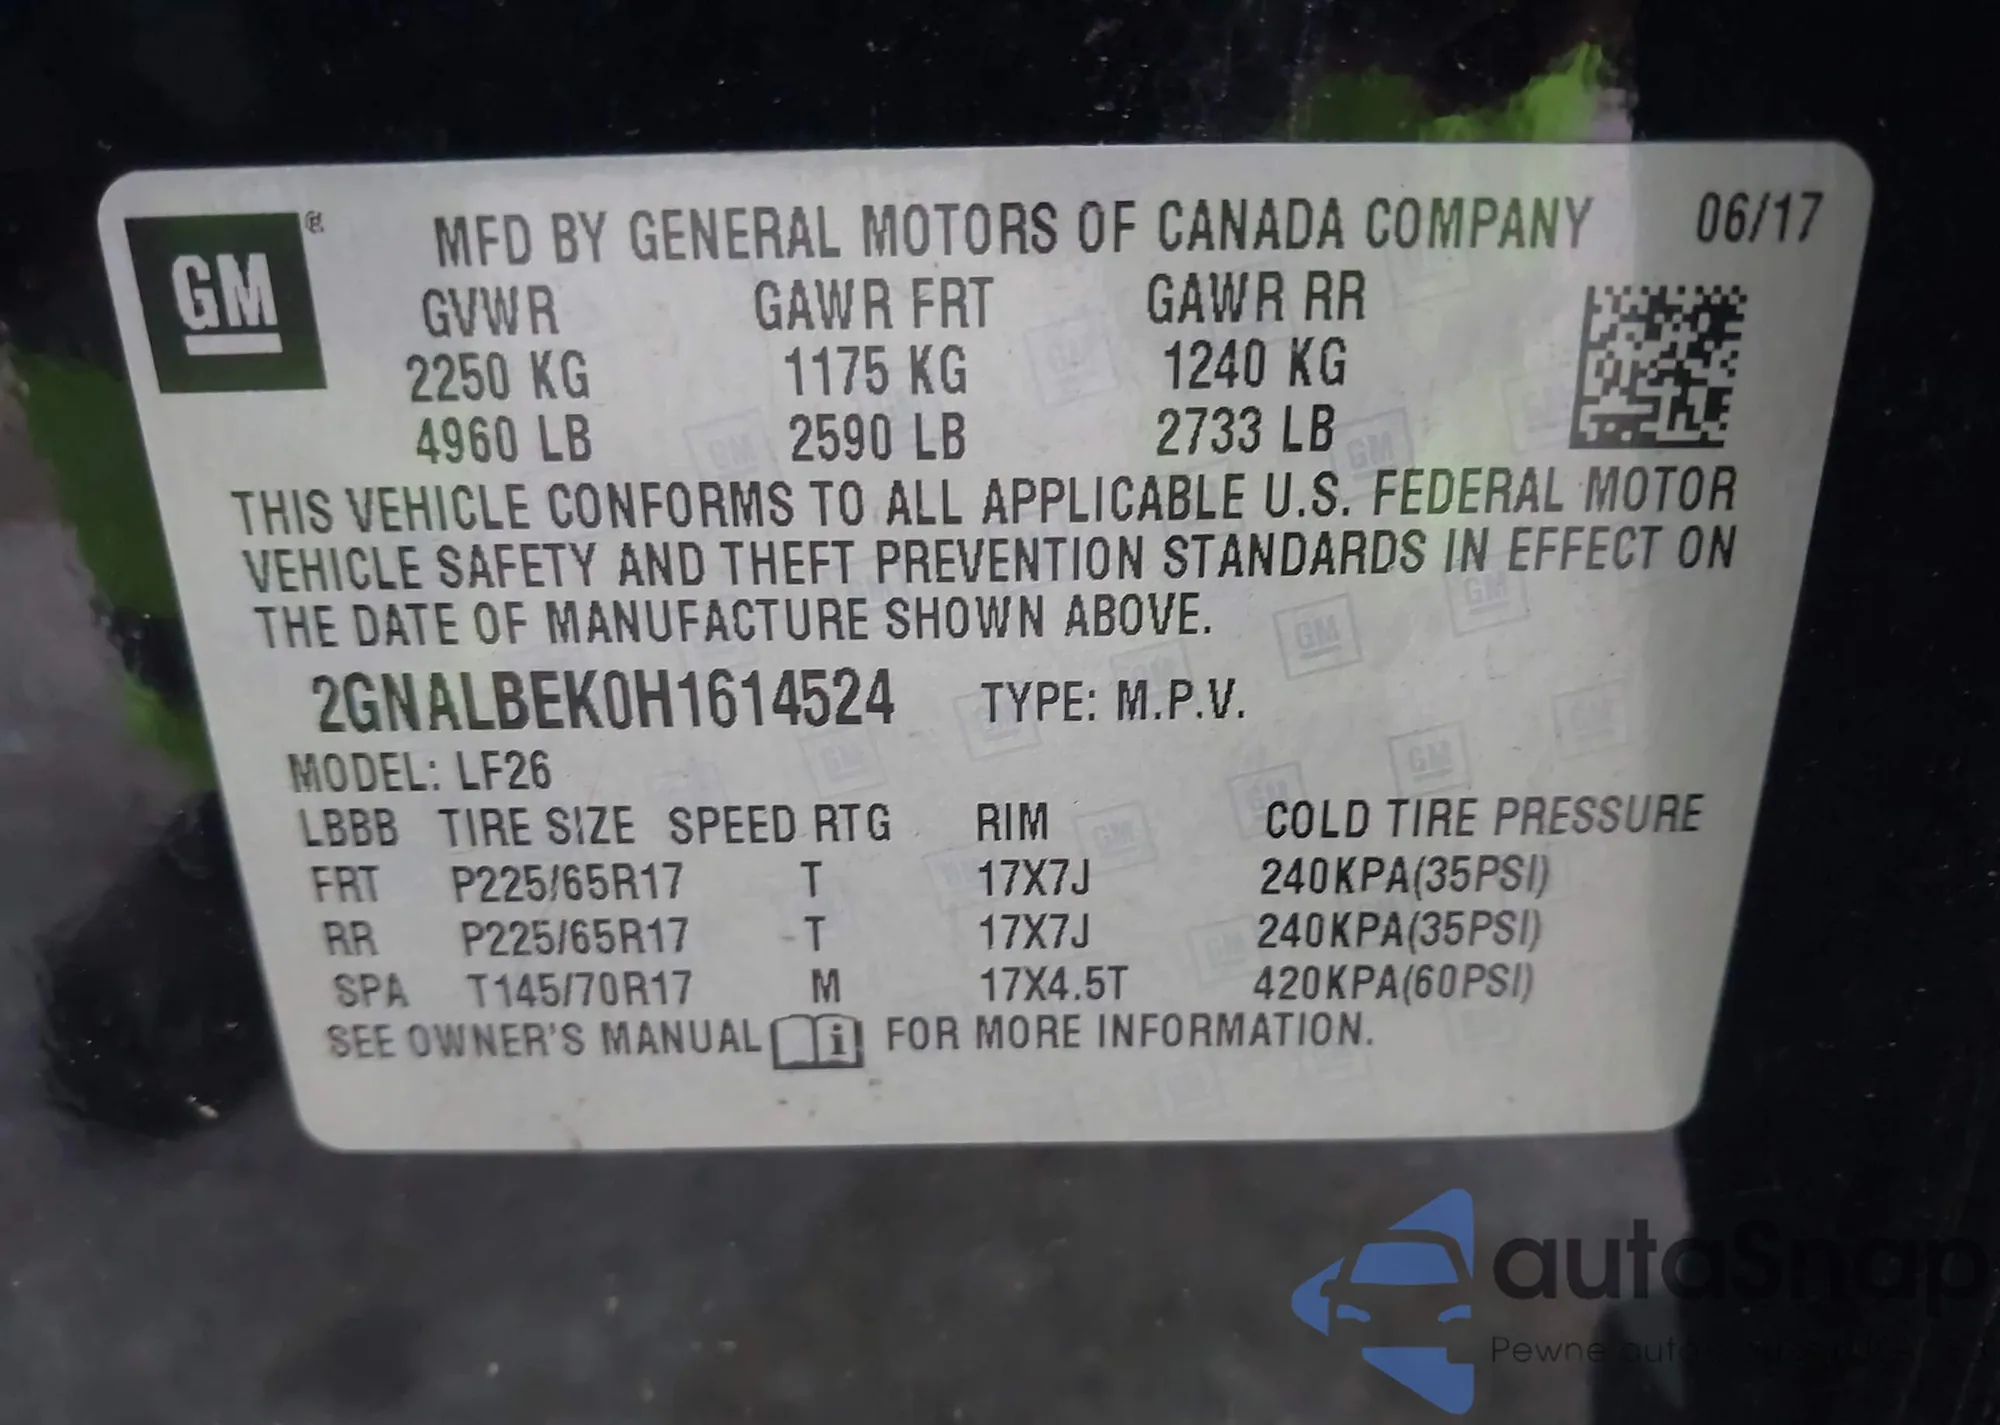 GM ®
MFD BY GENERAL MOTORS OF CANADA COMPANY 06/17
GVWR GAWR FRT GAWR RR
2250 KG 1175 KG 1240 KG
4960 LB 2590 LB 2733 LB
THIS VEHICLE CONFORMS TO ALL APPLICABLE U.S. FEDERAL MOTOR
VEHICLE SAFETY AND THEFT PREVENTION STANDARDS IN EFFECT ON
THE DATE OF MANUFACTURE SHOWN ABOVE.
2GNALBEK0H1614524 TYPE: M.P.V.
MODEL: LF26
LBBB TIRE SIZE SPEED RTG RIM COLD TIRE PRESSURE
FRT P225/65R17 T 17X7J 240KPA(35PSI)
RR P225/65R17 T 17X7J 240KPA(35PSI)
SPA T145/70R17 M 17X4.5T 420KPA(60PSI)
SEE OWNER'S MANUAL i FOR MORE INFORMATION.
autoSnap
Pewne